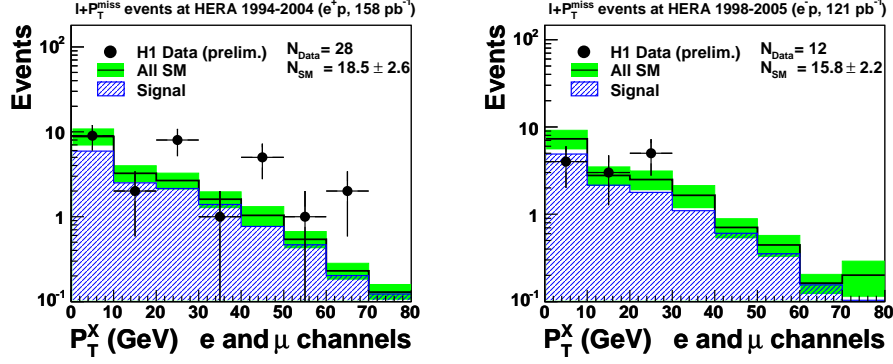 l+P_T^miss events at HERA 1994-2004 (e⁺p, 158 pb⁻¹)
Events
10²
10
1
10⁻¹
H1 Data (prelim.)
All SM
Signal
N_Data = 28
N_SM = 18.5 ± 2.6
0 10 20 30 40 50 60 70 80
P_T^X (GeV) e and μ channels
l+P_T^miss events at HERA 1998-2005 (e⁻p, 121 pb⁻¹)
Events
10²
10
1
10⁻¹
H1 Data (prelim.)
All SM
Signal
N_Data = 12
N_SM = 15.8 ± 2.2
0 10 20 30 40 50 60 70 80
P_T^X (GeV) e and μ channels